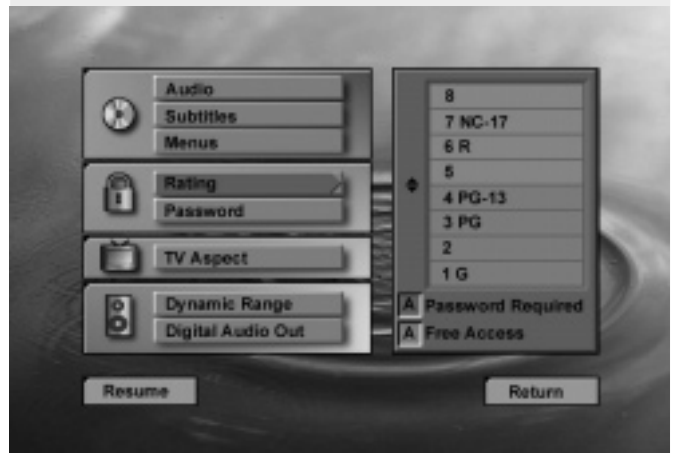 Audio
Subtitles
Menus
Rating
Password
TV Aspect
Dynamic Range
Digital Audio Out
8
7 NC-17
6 R
5
4 PG-13
3 PG
2
1 G
A Password Required
A Free Access
Resume
Return